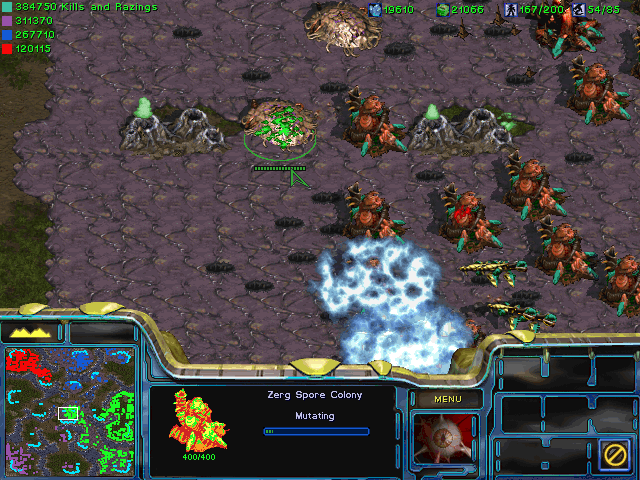 384750 Kills and Razings 19610 21066 167/200 54/85
311370
267710
120115
Zerg Spore Colony
Mutating
MENU
400/400